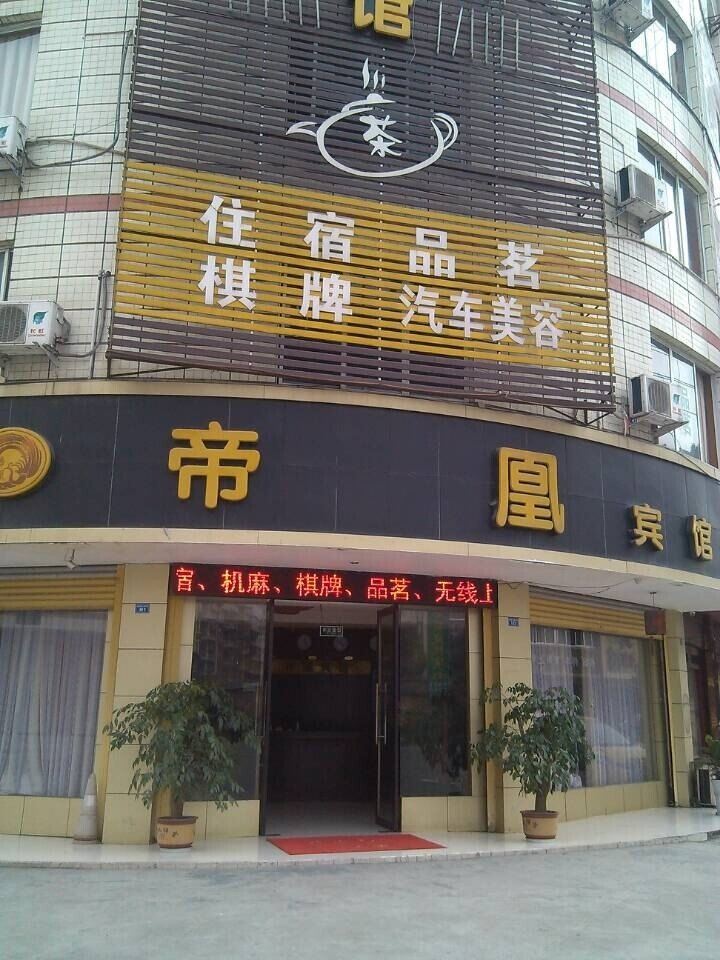 馆
茶
住宿品茗
棋牌 汽车美容
帝凰宾馆
宿、机麻、棋牌、品茗、无线上